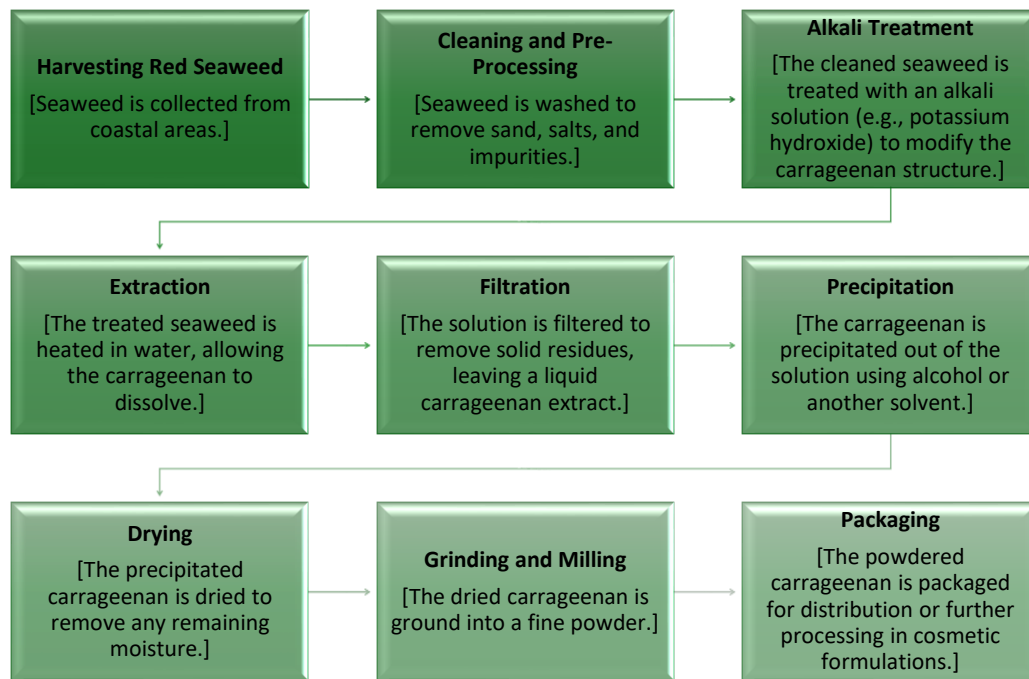 Harvesting Red Seaweed
[Seaweed is collected from
coastal areas.]
Cleaning and Pre-
Processing
[Seaweed is washed to
remove sand, salts, and
impurities.]
Alkali Treatment
[The cleaned seaweed is
treated with an alkali
solution (e.g., potassium
hydroxide) to modify the
carrageenan structure.]
Extraction
[The treated seaweed is
heated in water, allowing
the carrageenan to
dissolve.]
Filtration
[The solution is filtered to
remove solid residues,
leaving a liquid
carrageenan extract.]
Precipitation
[The carrageenan is
precipitated out of the
solution using alcohol or
another solvent.]
Drying
[The precipitated
carrageenan is dried to
remove any remaining
moisture.]
Grinding and Milling
[The dried carrageenan is
ground into a fine powder.]
Packaging
[The powdered
carrageenan is packaged
for distribution or further
processing in cosmetic
formulations.]